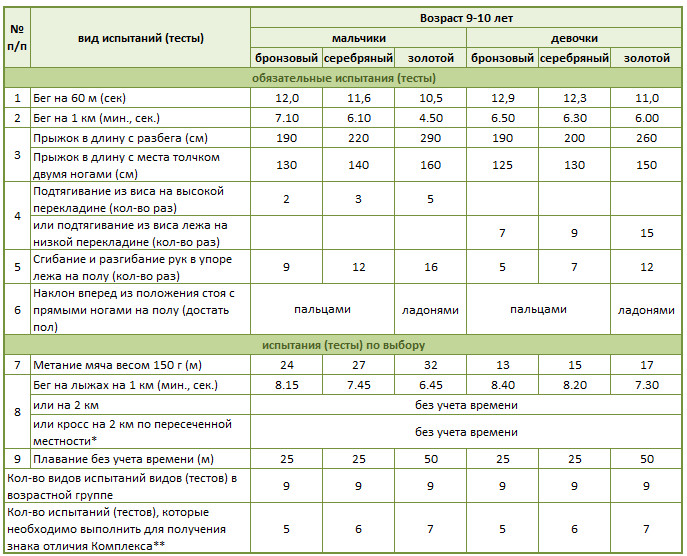 № п/п вид испытаний (тесты) Возраст 9-10 лет
мальчики девочки
бронзовый серебряный золотой бронзовый серебряный золотой
обязательные испытания (тесты)
1 Бег на 60 м (сек) 12,0 11,6 10,5 12,9 12,3 11,0
2 Бег на 1 км (мин., сек.) 7.10 6.10 4.50 6.50 6.30 6.00
3 Прыжок в длину с разбега (см) 190 220 290 190 200 260
Прыжок в длину с места толчком
двумя ногами (см) 130 140 160 125 130 150
4 Подтягивание из виса на высокой
перекладине (кол-во раз) 2 3 5
или подтягивание из виса лежа на
низкой перекладине (кол-во раз) 7 9 15
5 Сгибание и разгибание рук в упоре
лежа на полу (кол-во раз) 9 12 16 5 7 12
6 Наклон вперед из положения стоя с
прямыми ногами на полу (достать
пол) пальцами ладонями пальцами ладонями
испытания (тесты) по выбору
7 Метание мяча весом 150 г (м) 24 27 32 13 15 17
8 Бег на лыжах на 1 км (мин., сек.) 8.15 7.45 6.45 8.40 8.20 7.30
или на 2 км без учета времени
или кросс на 2 км по пересеченной
местности* без учета времени
9 Плавание без учета времени (м) 25 25 50 25 25 50
Кол-во видов испытаний видов (тестов) в
возрастной группе 9 9 9 9 9 9
Кол-во испытаний (тестов), которые
необходимо выполнить для получения
знака отличия Комплекса** 5 6 7 5 6 7